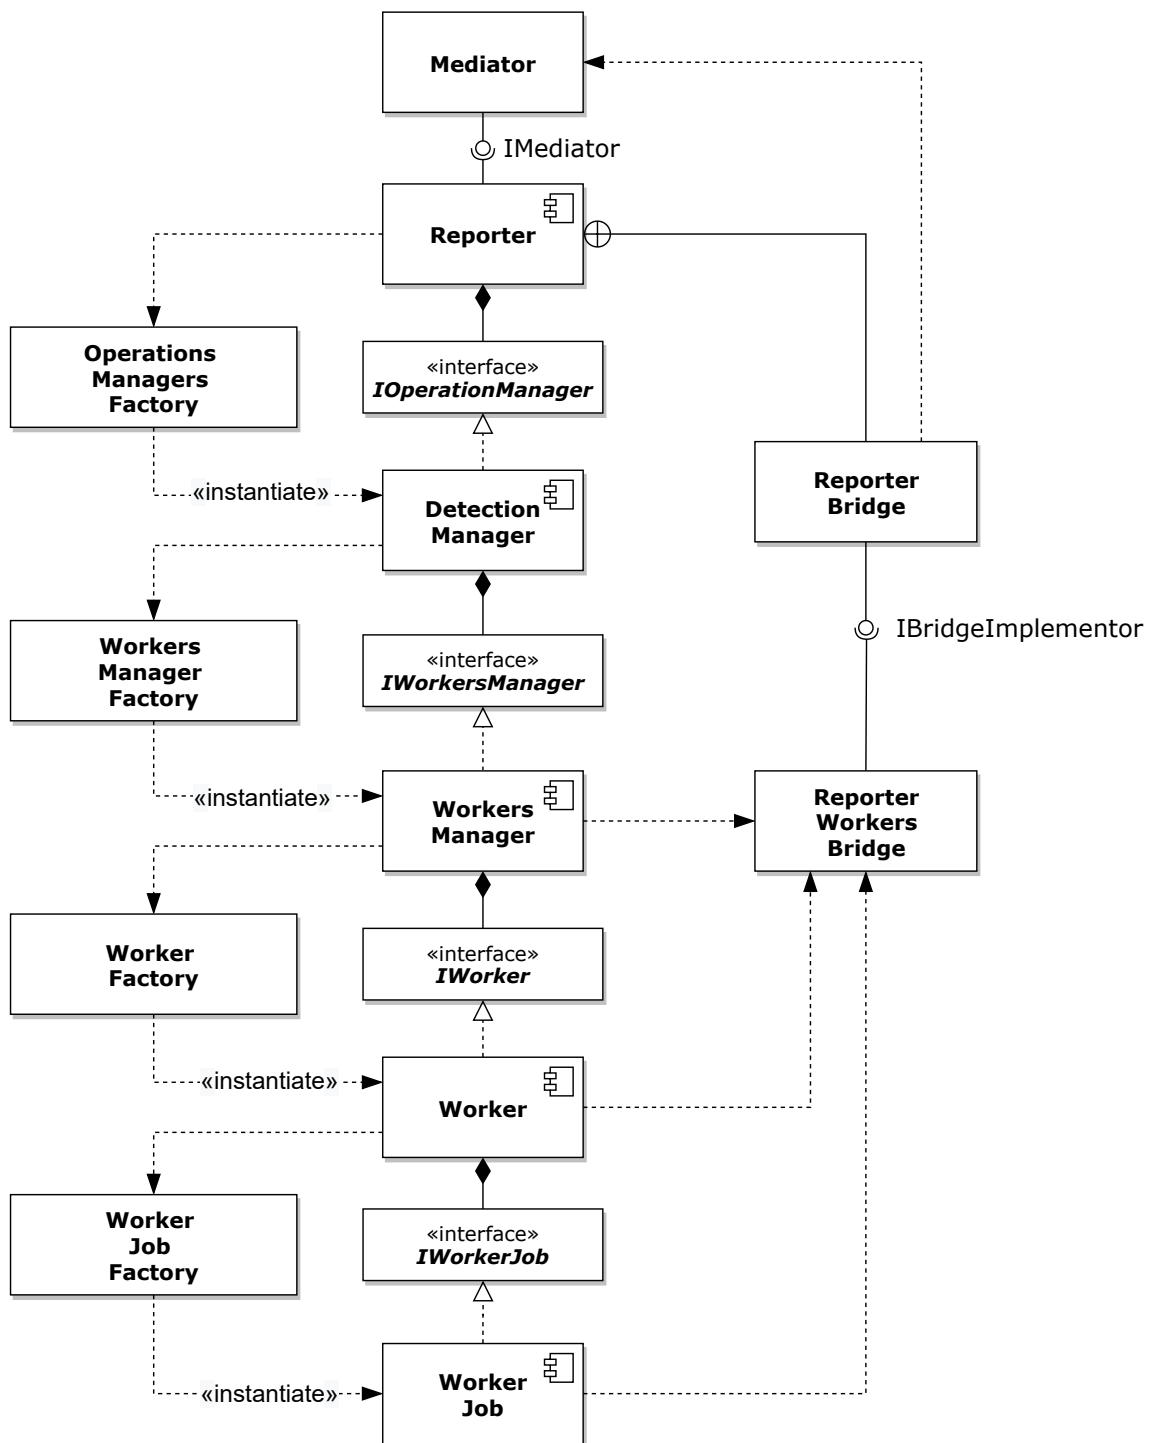 Mediator
IMediator
Reporter
Operations
Managers
Factory
«interface»
IOperationManager
«instantiate»
Detection
Manager
Reporter
Bridge
Workers
Manager
Factory
«interface»
IWorkersManager
IBridgeImplementor
«instantiate»
Workers
Manager
Reporter
Workers
Bridge
Worker
Factory
«interface»
IWorker
«instantiate»
Worker
Worker
Job
Factory
«interface»
IWorkerJob
«instantiate»
Worker
Job